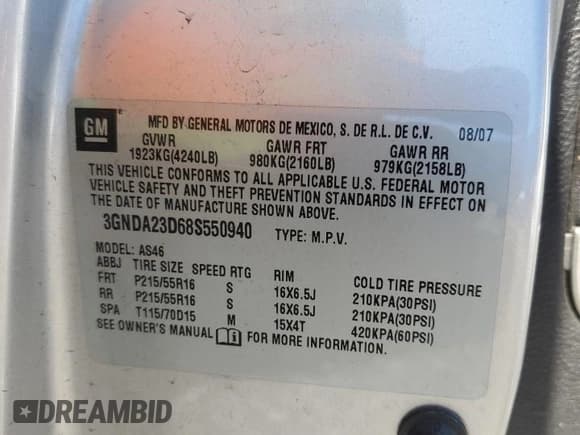 GM
MFD BY GENERAL MOTORS DE MEXICO, S. DE R.L. DE C.V. 08/07
GVWR GAWR FRT GAWR RR
1923KG(4240LB) 980KG(2160LB) 979KG(2158LB)
THIS VEHICLE CONFORMS TO ALL APPLICABLE U.S. FEDERAL MOTOR
VEHICLE SAFETY AND THEFT PREVENTION STANDARDS IN EFFECT ON
THE DATE OF MANUFACTURE SHOWN ABOVE.
3GNDA23D68S550940 TYPE: M.P.V.
MODEL: AS46
ABBJ TIRE SIZE SPEED RTG RIM COLD TIRE PRESSURE
FRT P215/55R16 S 16X6.5J 210KPA(30PSI)
RR P215/55R16 S 16X6.5J 210KPA(30PSI)
SPA T115/70D15 M 15X4T 420KPA(60PSI)
SEE OWNER'S MANUAL FOR MORE INFORMATION.
DREAMBID